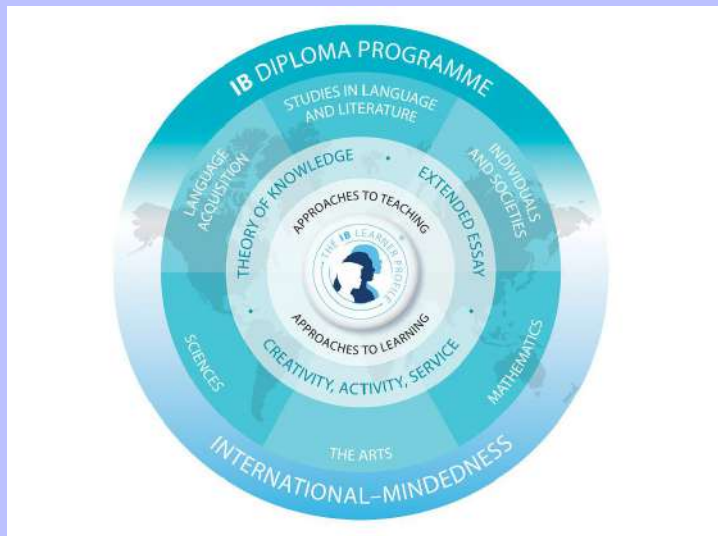 IB DIPLOMA PROGRAMME
STUDIES IN LANGUAGE
AND LITERATURE
LANGUAGE
ACQUISITION
INDIVIDUALS
AND SOCIETIES
THEORY OF KNOWLEDGE
EXTENDED ESSAY
APPROACHES TO TEACHING
THE IB LEARNER PROFILE
APPROACHES TO LEARNING
CREATIVITY, ACTIVITY, SERVICE
SCIENCES
MATHEMATICS
THE ARTS
INTERNATIONAL–MINDEDNESS